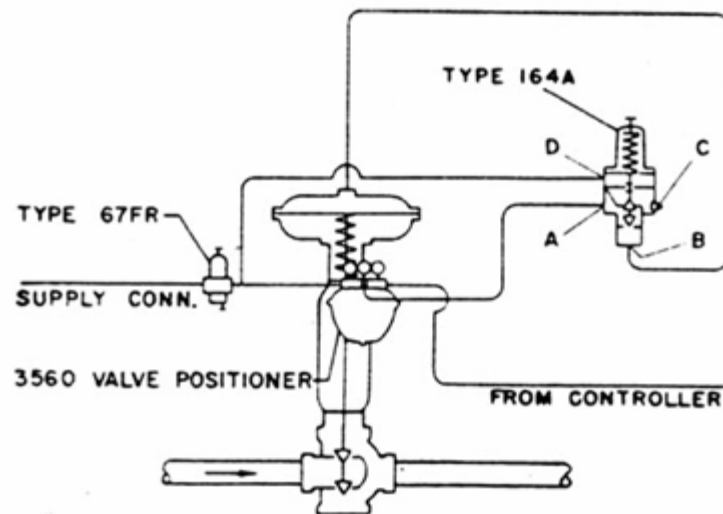 TYPE 164A
D
C
TYPE 67FR
A
B
SUPPLY CONN.
3560 VALVE POSITIONER
FROM CONTROLLER